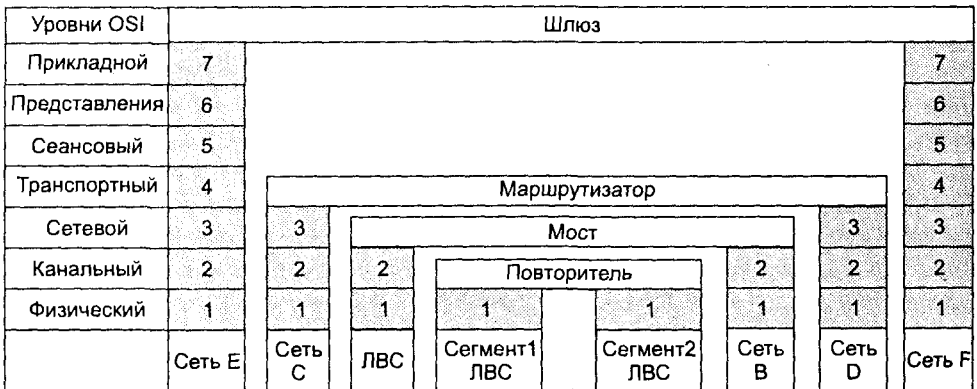 Уровни OSI Шлюз
Прикладной 7 7
Представления 6 6
Сеансовый 5 5
Транспортный 4 Маршрутизатор 4
Сетевой 3 3 Мост 3 3
Канальный 2 2 2 Повторитель 2 2 2
Физический 1 1 1 1 1 1 1 1
Сеть E Сеть C ЛВС Сегмент1 ЛВС Сегмент2 ЛВС Сеть B Сеть D Сеть F